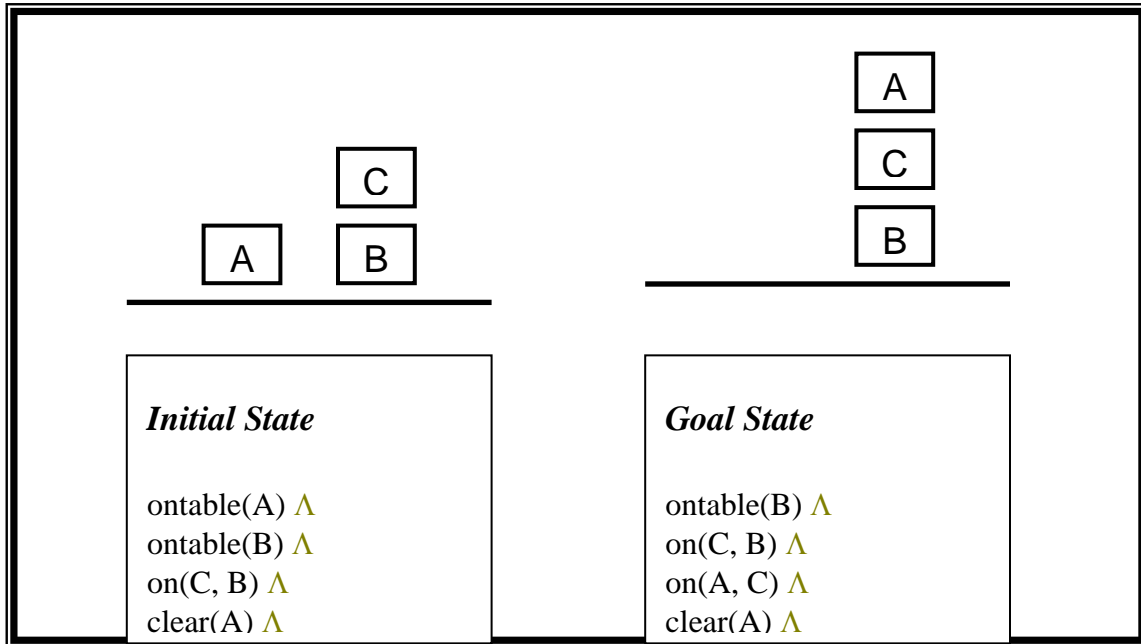 A
C
C
A
B
B
Initial State
ontable(A) Λ
ontable(B) Λ
on(C, B) Λ
clear(A) Λ
Goal State
ontable(B) Λ
on(C, B) Λ
on(A, C) Λ
clear(A) Λ